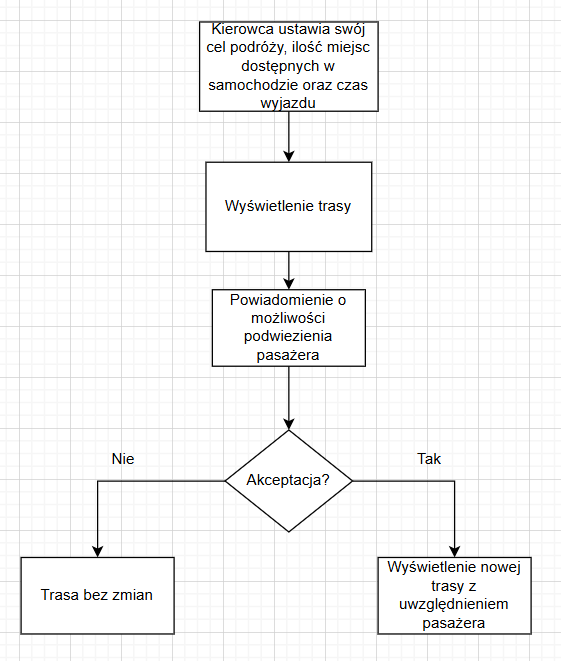 Kierowca ustawia swój
cel podróży, ilość miejsc
dostępnych w
samochodzie oraz czas
wyjazdu
Wyświetlenie trasy
Powiadomienie o
możliwości
podwiezienia
pasażera
Akceptacja?
Nie
Tak
Trasa bez zmian
Wyświetlenie nowej
trasy z
uwzględnieniem
pasażera